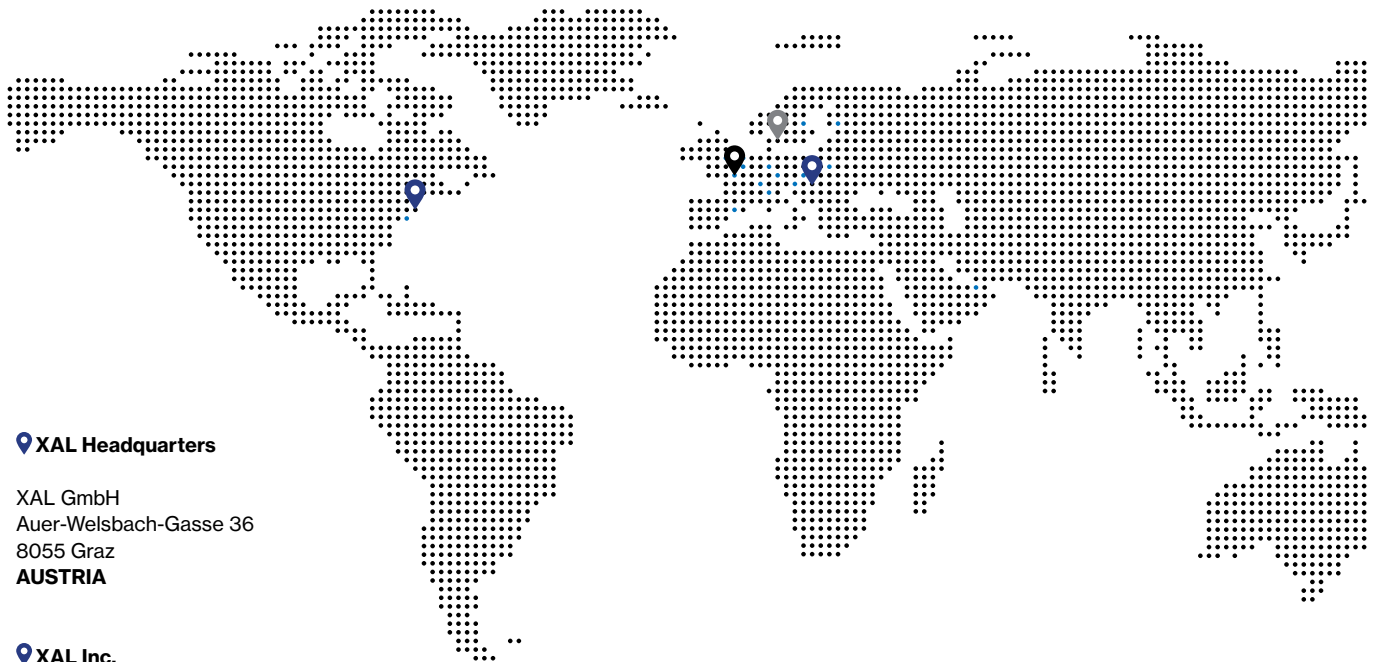 XAL Headquarters
XAL GmbH
Auer-Welsbach-Gasse 36
8055 Graz
AUSTRIA
XAL Inc.